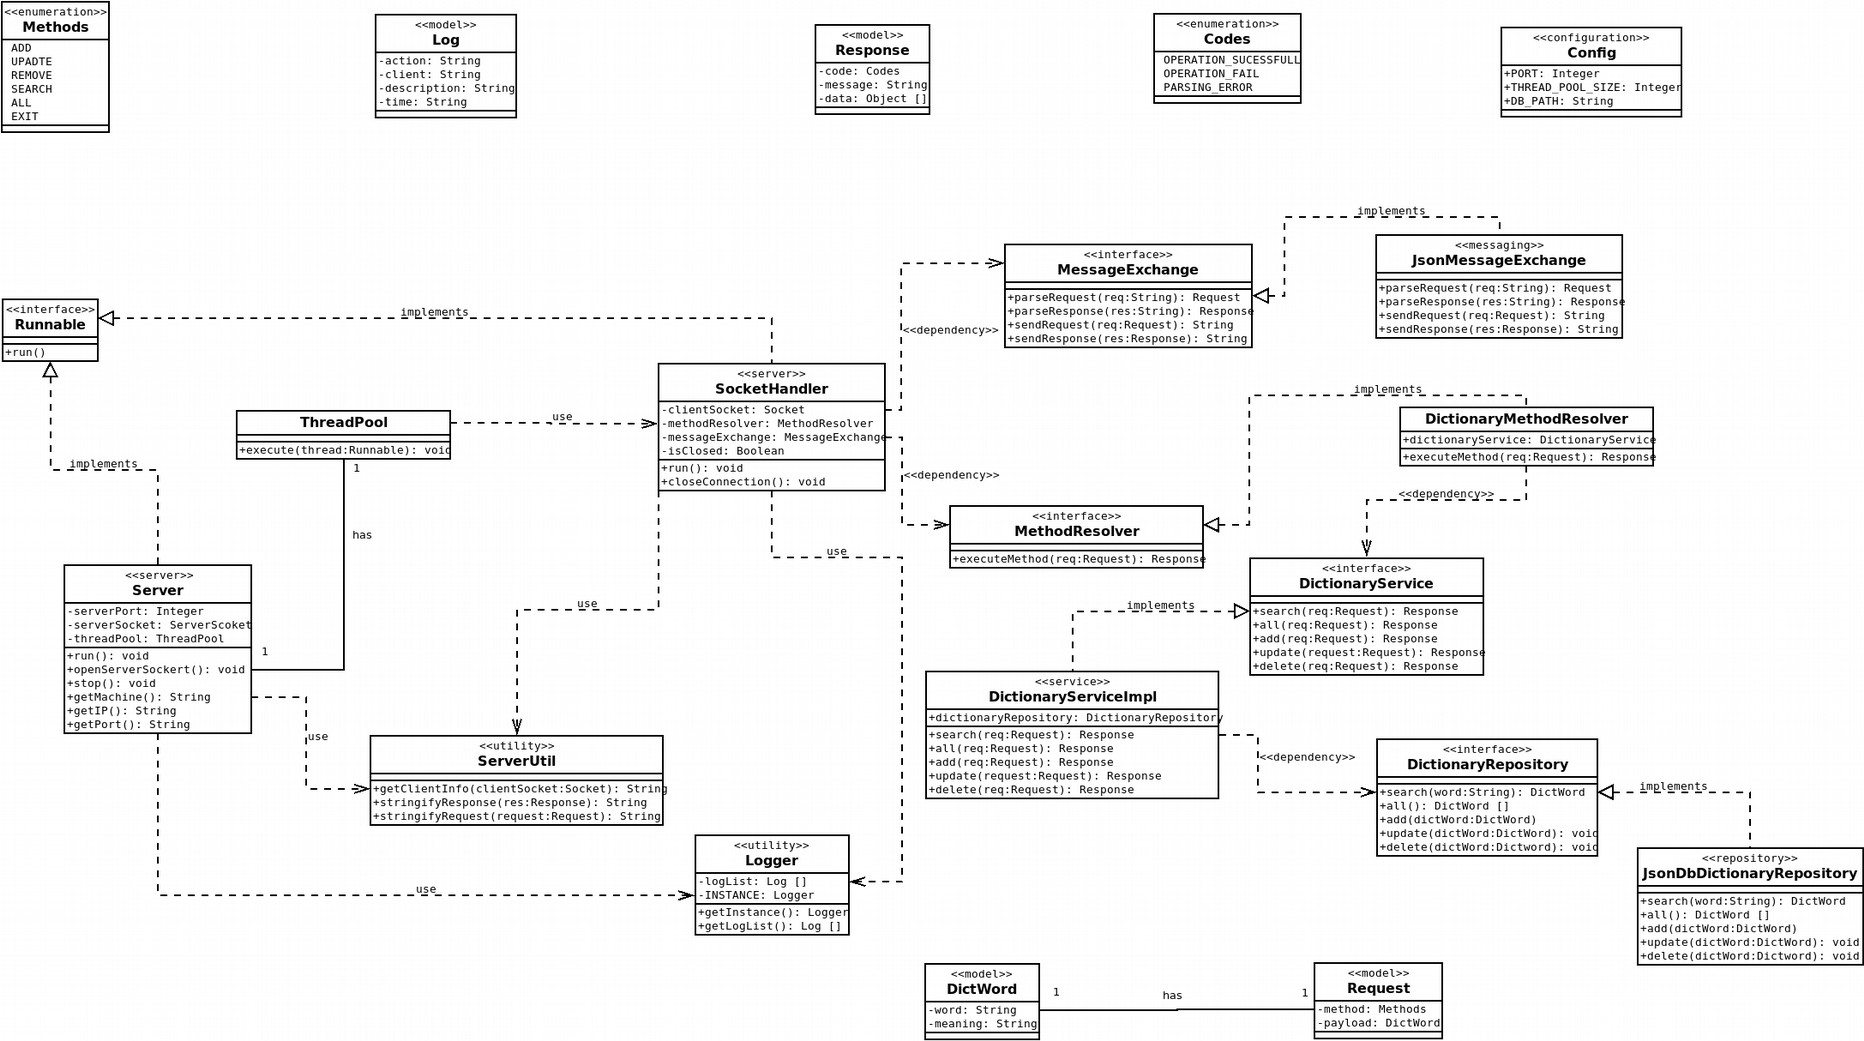 <<enumeration>>
Methods
ADD
UPADTE
REMOVE
SEARCH
ALL
EXIT
<<model>>
Log
-action: String
-client: String
-description: String
-time: String
<<model>>
Response
-code: Codes
-message: String
-data: Object []
<<enumeration>>
Codes
OPERATION_SUCESSFULL
OPERATION_FAIL
PARSING_ERROR
<<configuration>>
Config
+PORT: Integer
+THREAD_POOL_SIZE: Integer
+DB_PATH: String
implements
<<interface>>
MessageExchange
+parseRequest(req:String): Request
+parseResponse(res:String): Response
+sendRequest(req:Request): String
+sendResponse(res:Response): String
<<messaging>>
JsonMessageExchange
+parseRequest(req:String): Request
+parseResponse(res:String): Response
+sendRequest(req:Request): String
+sendResponse(res:Response): String
<<interface>>
Runnable
+run()
implements
<<dependency>>
<<server>>
SocketHandler
-clientSocket: Socket
-methodResolver: MethodResolver
-messageExchange: MessageExchange
-isClosed: Boolean
+run(): void
+closeConnection(): void
implements
DictionaryMethodResolver
+dictionaryService: DictionaryService
+executeMethod(req:Request): Response
ThreadPool
+execute(thread:Runnable): void
use
implements
1
<<dependency>>
<<dependency>>
has
<<interface>>
MethodResolver
+executeMethod(req:Request): Response
use
<<server>>
Server
-serverPort: Integer
-serverSocket: ServerScoket
-threadPool: ThreadPool
+run(): void
+openServerSockert(): void
+stop(): void
+getMachine(): String
+getIP(): String
+getPort(): String
1
use
<<interface>>
DictionaryService
+search(req:Request): Response
+all(req:Request): Response
+add(req:Request): Response
+update(request:Request): Response
+delete(req:Request): Response
implements
<<service>>
DictionaryServiceImpl
+dictionaryRepository: DictionaryRepository
+search(req:Request): Response
+all(req:Request): Response
+add(req:Request): Response
+update(request:Request): Response
+delete(req:Request): Response
use
<<utility>>
ServerUtil
+getClientInfo(clientSocket:Socket): String
+stringifyResponse(res:Response): String
+stringifyRequest(request:Request): String
<<dependency>>
<<interface>>
DictionaryRepository
+search(word:String): DictWord
+all(): DictWord []
+add(dictWord:DictWord)
+update(dictWord:DictWord): void
+delete(dictWord:Dictword): void
implements
<<utility>>
Logger
-logList: Log []
-INSTANCE: Logger
+getInstance(): Logger
+getLogList(): Log []
use
<<repository>>
JsonDbDictionaryRepository
+search(word:String): DictWord
+all(): DictWord []
+add(dictWord:DictWord)
+update(dictWord:DictWord): void
+delete(dictWord:Dictword): void
<<model>>
DictWord
-word: String
-meaning: String
1
has
1
<<model>>
Request
-method: Methods
-payload: DictWord